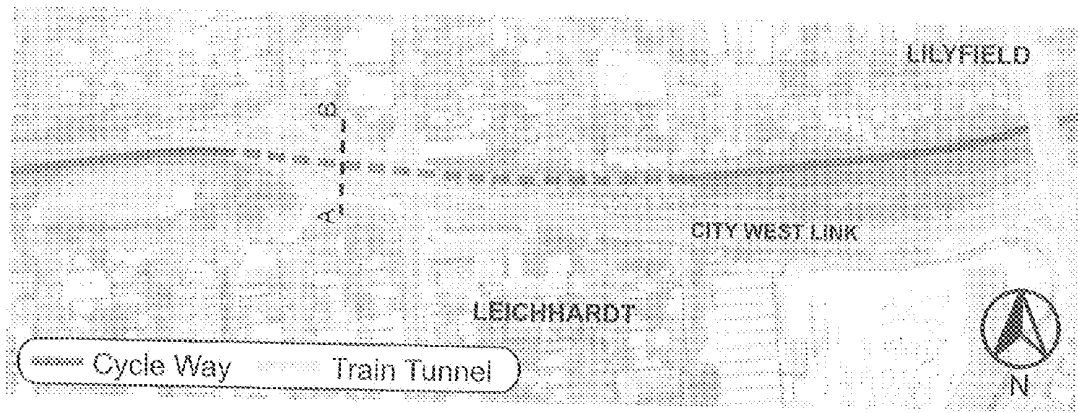 LILYFIELD
B
A
CITY WEST LINK
LEICHHARDT
Cycle Way Train Tunnel
N